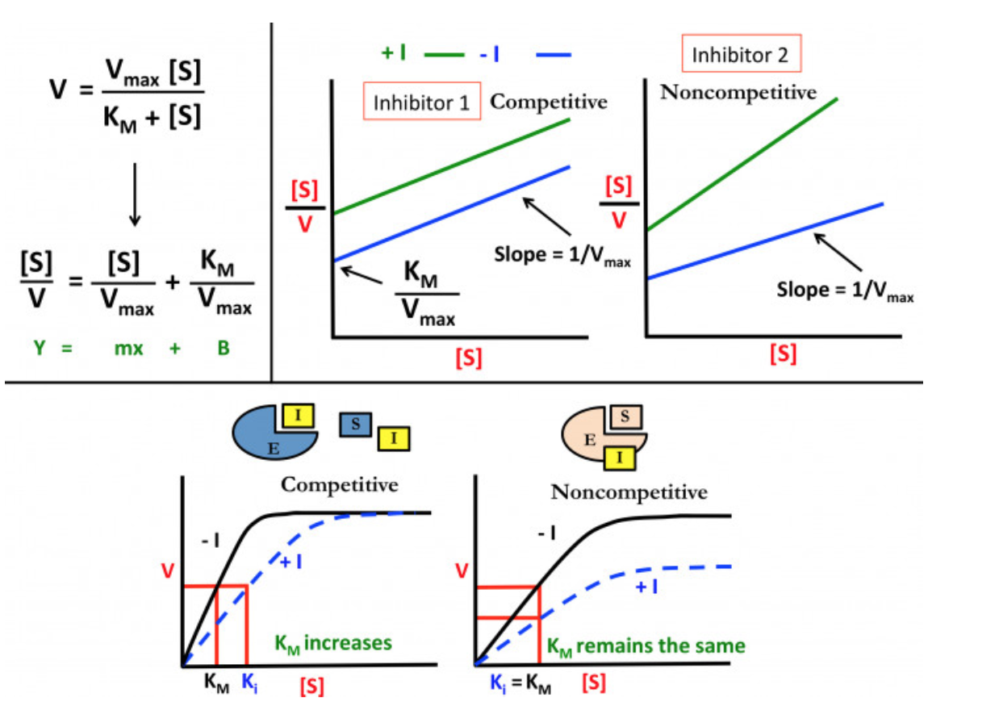 V = Vmax [S] / KM + [S]
[S]/V = [S]/Vmax + KM/Vmax
Y = mx + B
+ I - I
Inhibitor 1 Competitive
[S]/V
Slope = 1/Vmax
KM/Vmax
[S]
Inhibitor 2
Noncompetitive
[S]/V
Slope = 1/Vmax
[S]
I
E
S
I
Competitive
- I
+ I
V
KM increases
KM Ki [S]
S
E
I
Noncompetitive
- I
V
+ I
KM remains the same
Ki = KM [S]